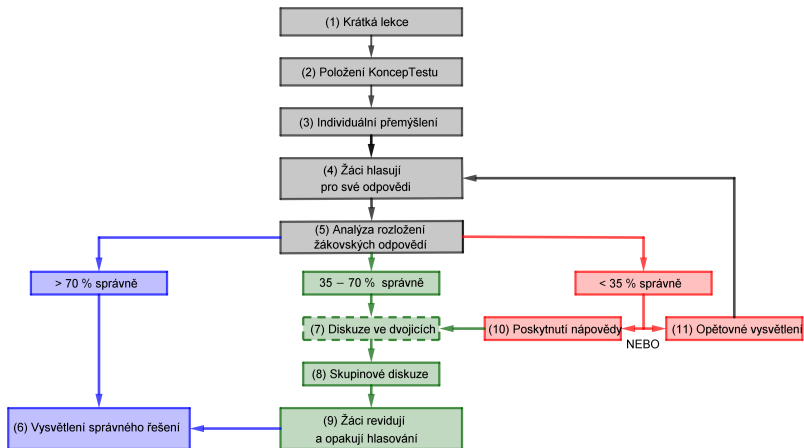 (1) Krátká lekce
(2) Položení KoncepTestu
(3) Individuální přemýšlení
(4) Žáci hlasují
pro své odpovědi
(5) Analýza rozložení
žákovských odpovědí
> 70 % správně
35 – 70 % správně
< 35 % správně
(7) Diskuze ve dvojicích
(10) Poskytnutí nápovědy
NEBO
(11) Opětovné vysvětlení
(8) Skupinové diskuze
(6) Vysvětlení správného řešení
(9) Žáci revidují
a opakují hlasování